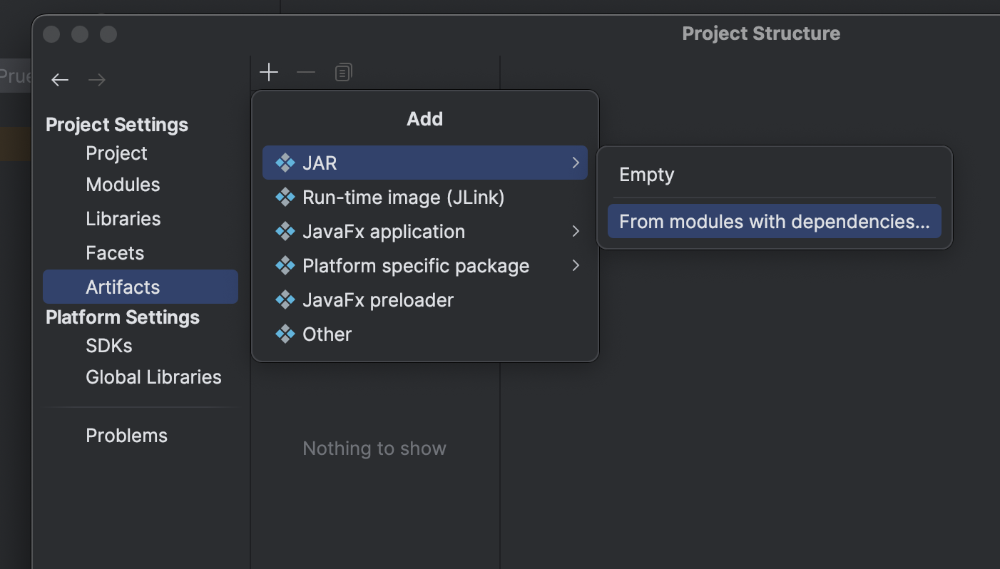 Project Structure
Prue
Project Settings
Project
Modules
Libraries
Facets
Artifacts
Platform Settings
SDKs
Global Libraries
Problems
Add
JAR
Run-time image (JLink)
JavaFx application
Platform specific package
JavaFx preloader
Other
Empty
From modules with dependencies...
Nothing to show